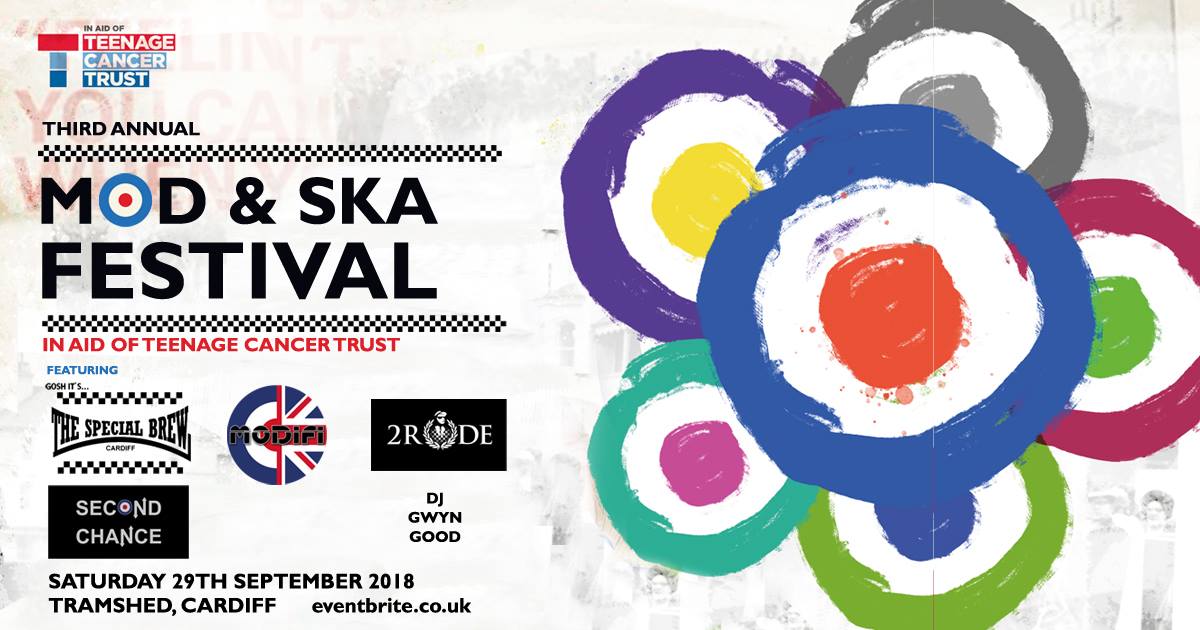 IN AID OF
TEENAGE
CANCER
TRUST
THIRD ANNUAL
MOD & SKA
FESTIVAL
IN AID OF TEENAGE CANCER TRUST
FEATURING
GOSH IT'S...
THE SPECIAL BREW
CARDIFF
MODIFI
2RUDE
SECOND
CHANCE
DJ
GWYN
GOOD
SATURDAY 29TH SEPTEMBER 2018
TRAMSHED, CARDIFF eventbrite.co.uk